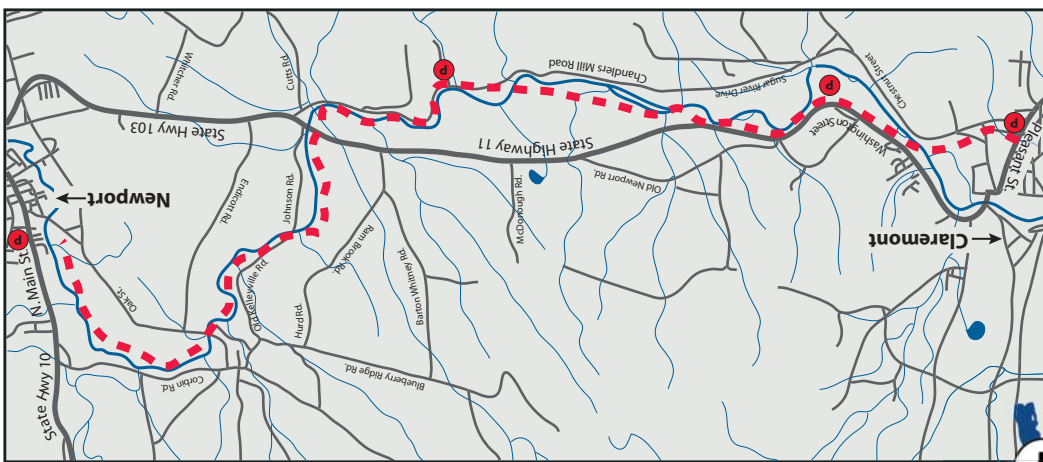 State Hwy 10
Corbin Rd.
Blueberry Ridge Rd.
Hurd Rd.
Old Kelleyville Rd.
Oak St.
N. Main St.
Barton Whitney Rd.
Claremont
P
Ram Brook Rd.
McDonough Rd.
Endicott Rd.
Johnson Rd.
Newport
Old Newport Rd.
Pleasant St.
State Highway 11
P
Washington Street
State Hwy 103
Chestnut Street
P
Sugar River Drive
Chandlers Mill Road
P
Cutts Rd.
Whitcher Rd.